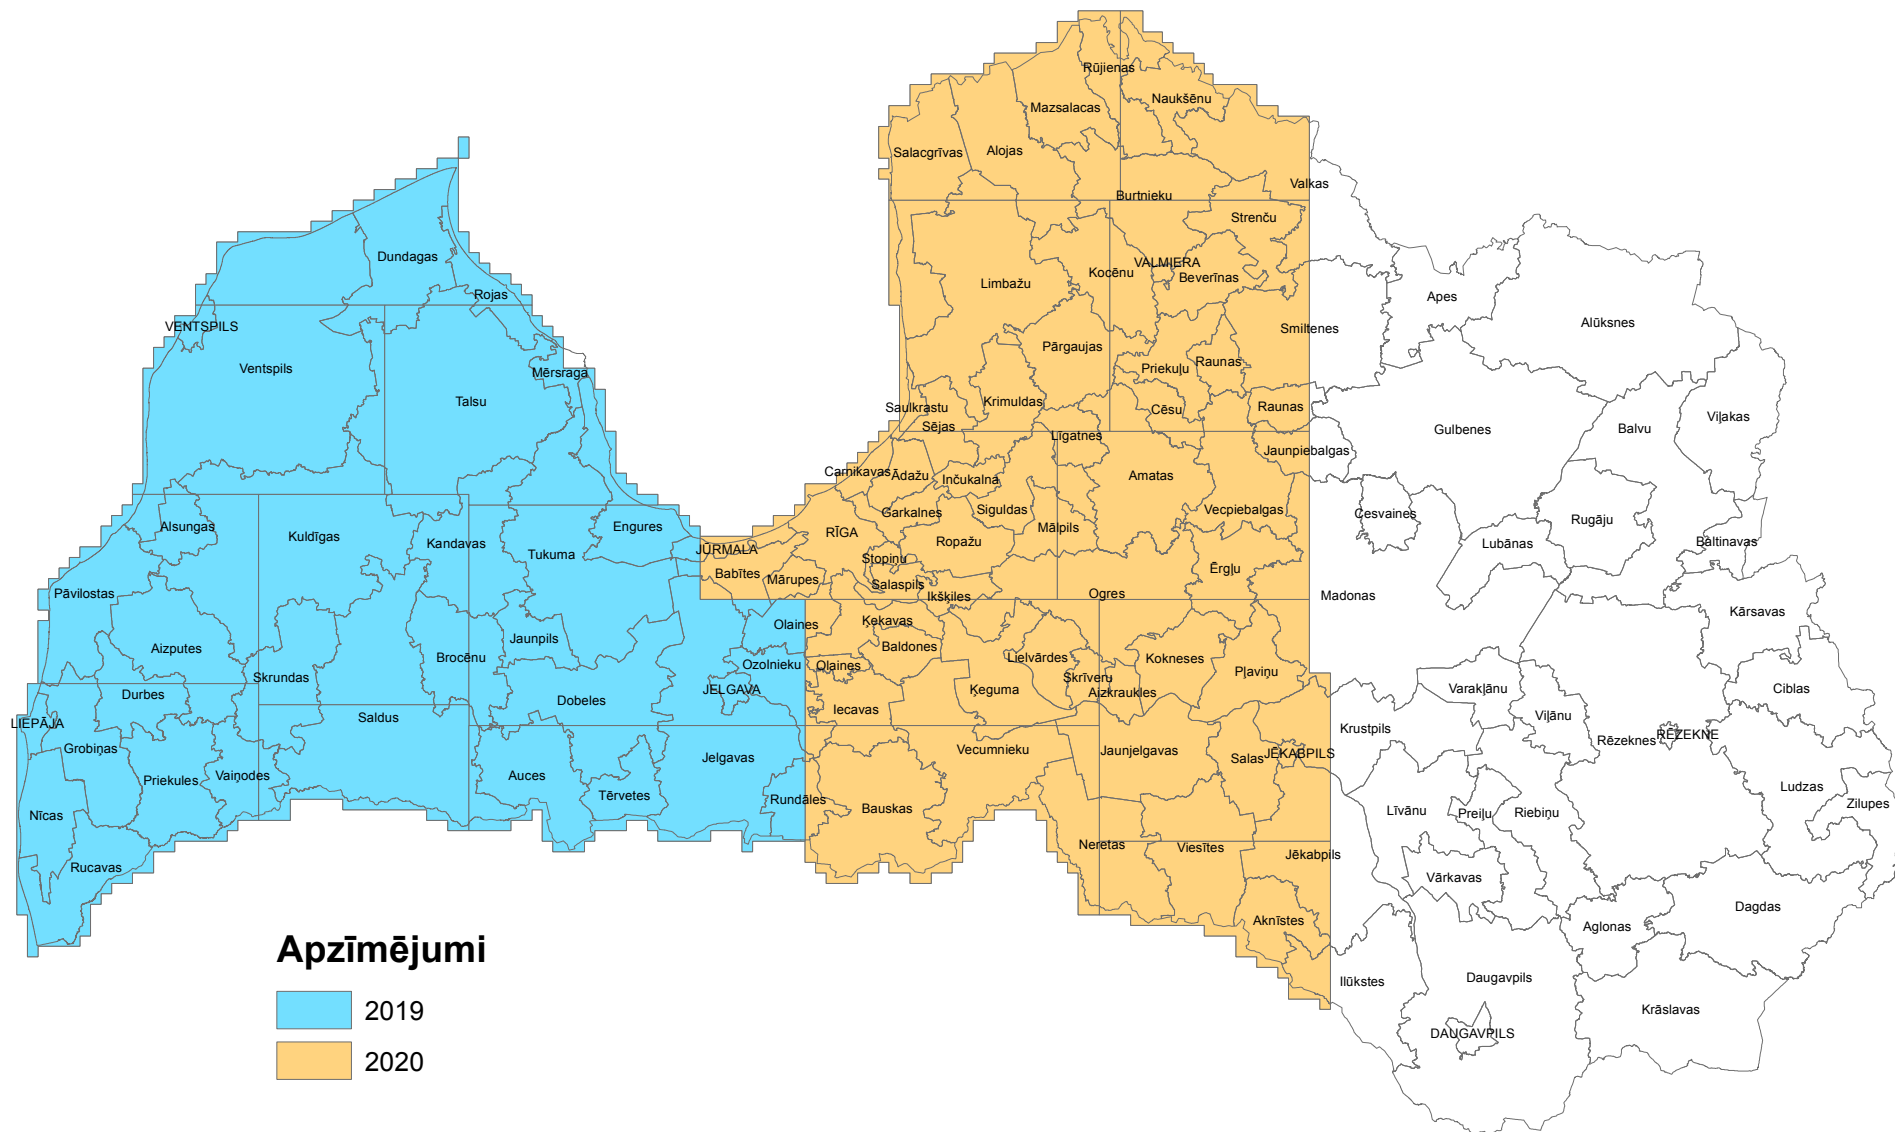 Rūjienas
Naukšēnu
Mazsalacas
Salacgrīvas
Alojas
Valkas
Burtnieku
Strenču
Dundagas
Rojas
VALMIERA
Kocēnu
Beverīnas
Limbažu
Apes
Alūksnes
VENTSPILS
Smiltenes
Pārgaujas
Ventspils
Mērsraga
Priekuļu
Raunas
Talsu
Krimuldas
Saulkrastu
Cēsu
Raunas
Viļakas
Sējas
Līgatnes
Gulbenes
Balvu
Jaunpiebalgas
Carnikavas
Ādažu
Inčukalna
Amatas
Alsungas
Engures
Garkalnes
Siguldas
Mālpils
Vecpiebalgas
Cesvaines
Rugāju
Kuldīgas
Kandavas
Tukuma
JŪRMALA
RĪGA
Ropažu
Lubānas
Baltinavas
Babītes
Mārupes
Stopiņu
Salaspils
Ikšķiles
Ērgļu
Ogres
Madonas
Pāvilostas
Kārsavas
Olaines
Ķekavas
Jaunpils
Aizputes
Baldones
Brocēnu
Ozolnieku
Olaines
Lielvārdes
Kokneses
Skrundas
Skrīveru
Pļaviņu
Durbes
Dobeles
JELGAVA
Ķeguma
Aizkraukles
Varakļānu
Ciblas
Iecavas
LIEPĀJA
Saldus
Krustpils
Viļānu
Rēzeknes
RĒZEKNE
Grobiņas
Vecumnieku
Jaunjelgavas
Salas
JĒKABPILS
Priekules
Vaiņodes
Auces
Jelgavas
Tērvetes
Rundāles
Bauskas
Ludzas
Zilupes
Nīcas
Līvānu
Preiļu
Riebiņu
Neretas
Viesītes
Jēkabpils
Rucavas
Vārkavas
Aknīstes
Aglonas
Dagdas
Ilūkstes
Daugavpils
Krāslavas
DAUGAVPILS
Apzīmējumi
2019
2020